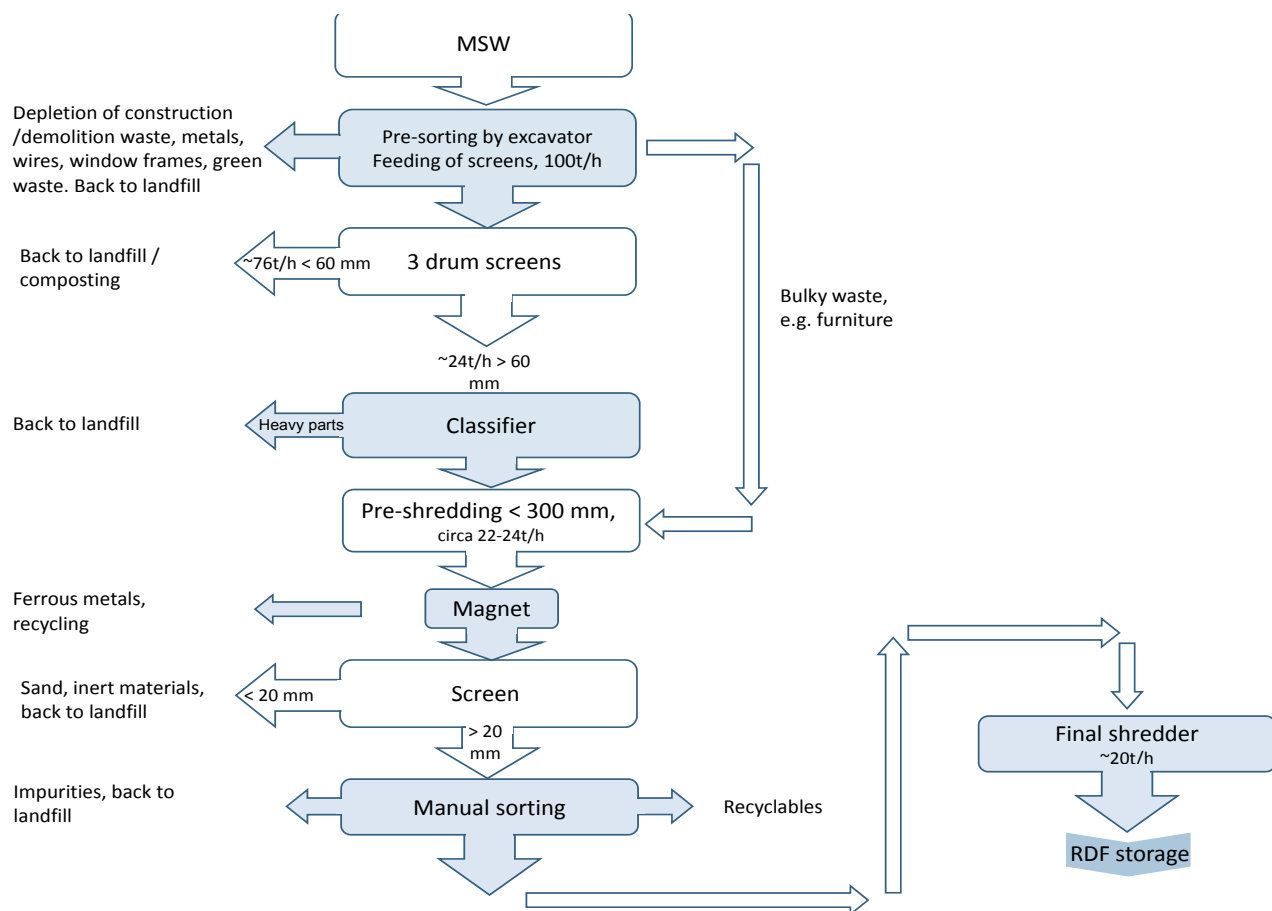 MSW
Depletion of construction
/demolition waste, metals,
wires, window frames, green
waste. Back to landfill
Pre-sorting by excavator
Feeding of screens, 100t/h
Back to landfill /
composting
~76t/h < 60 mm
3 drum screens
Bulky waste,
e.g. furniture
~24t/h > 60
mm
Back to landfill
Heavy parts
Classifier
Pre-shredding < 300 mm,
circa 22-24t/h
Ferrous metals,
recycling
Magnet
Sand, inert materials,
back to landfill
< 20 mm
Screen
> 20
mm
Impurities, back to
landfill
Manual sorting
Recyclables
Final shredder
~20t/h
RDF storage